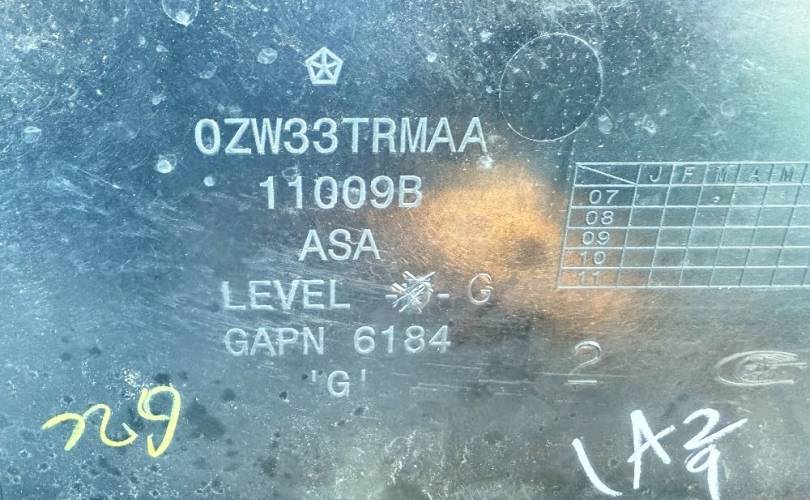 0ZW33TRMAA
11009B
ASA
LEVEL - - G
GAPN 6184
'G'
J F M A M
07
08
09
10
11
2